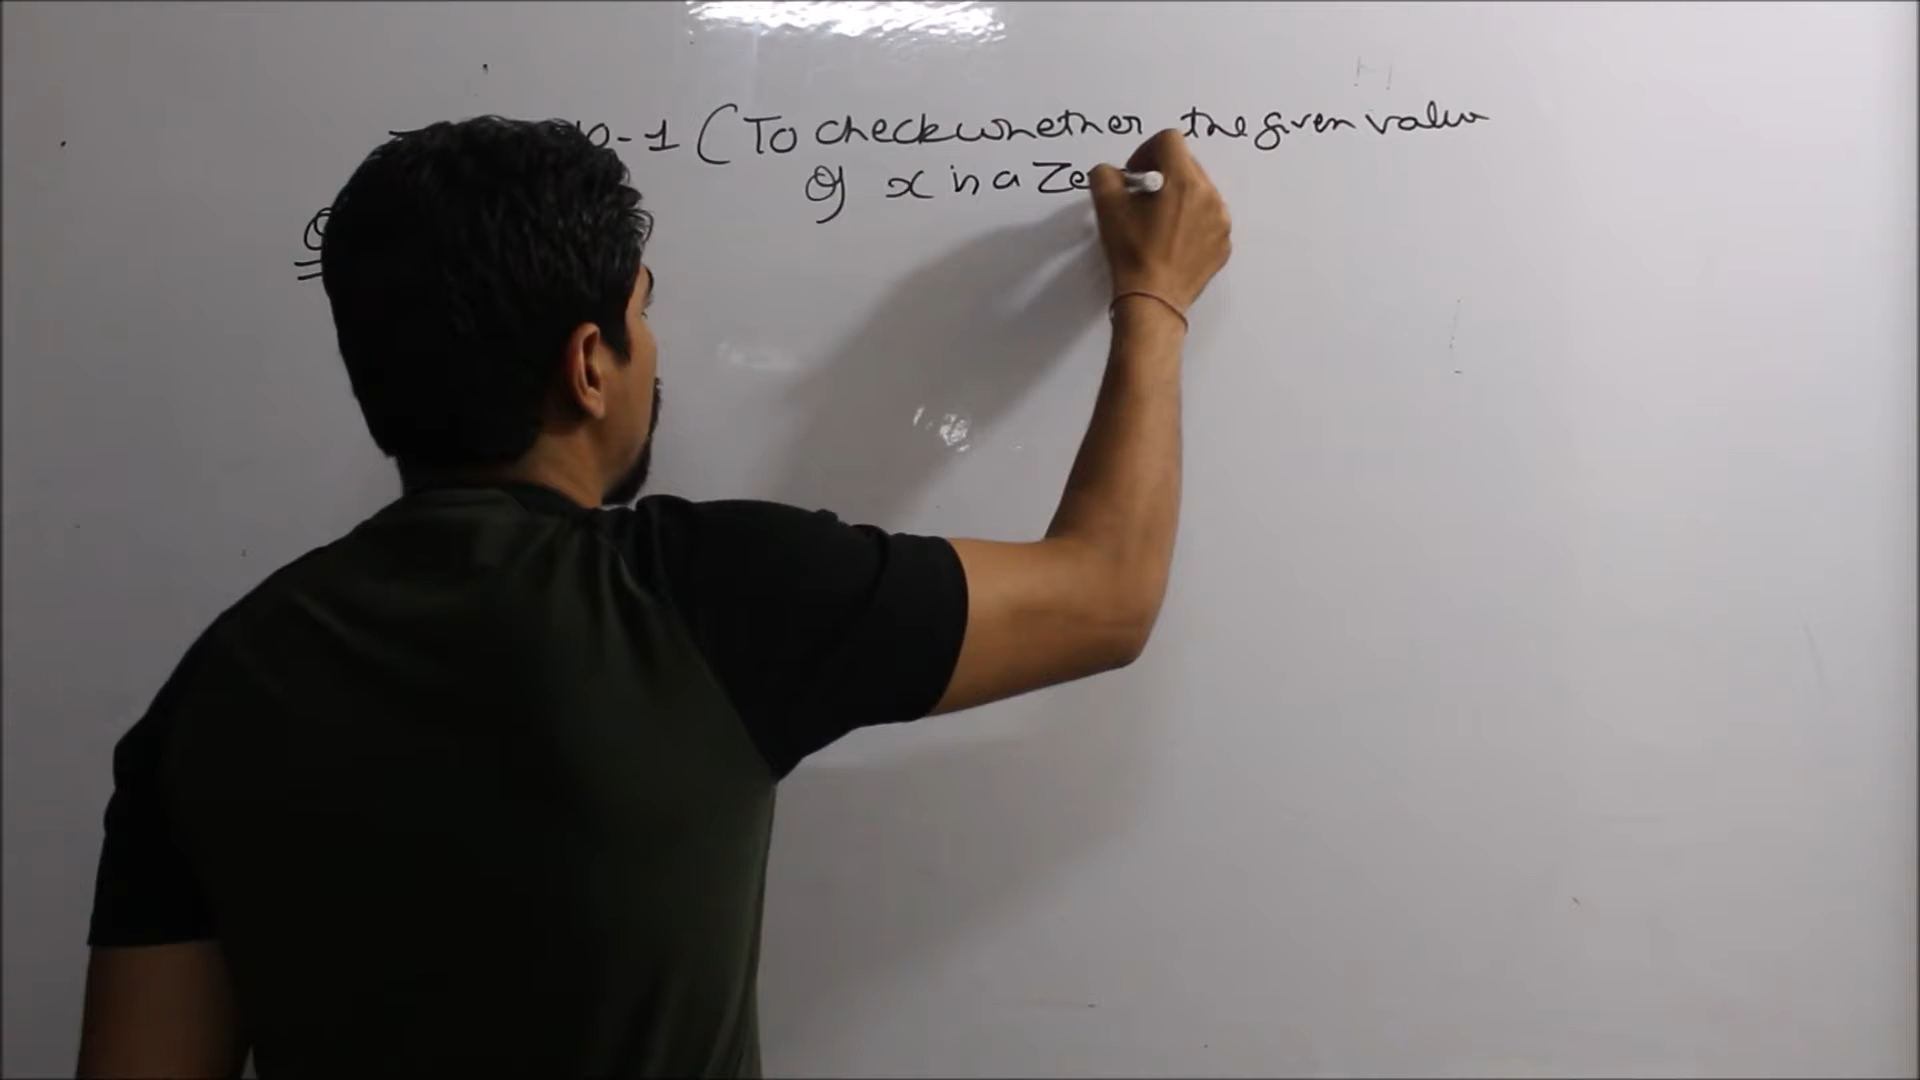 -1 (To check whether the given value
of x is a Ze